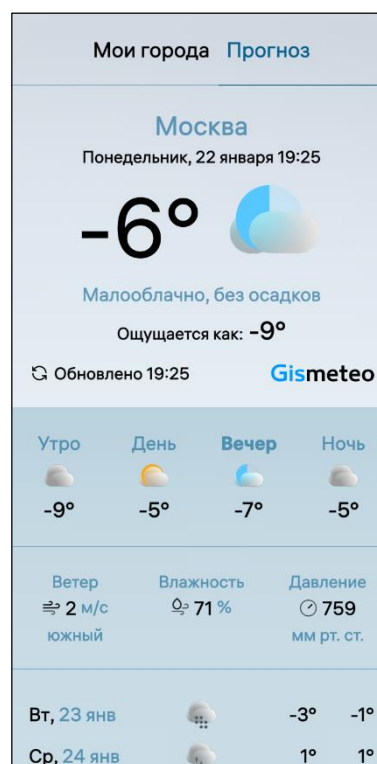 Мои города Прогноз
Москва
Понедельник, 22 января 19:25
-6°
Малооблачно, без осадков
Ощущается как: -9°
Обновлено 19:25 Gismeteo
Утро День Вечер Ночь
-9° -5° -7° -5°
Ветер Влажность Давление
2 м/с 71 % 759
южный мм рт. ст.
Вт, 23 янв -3° -1°
Ср, 24 янв 1° 1°